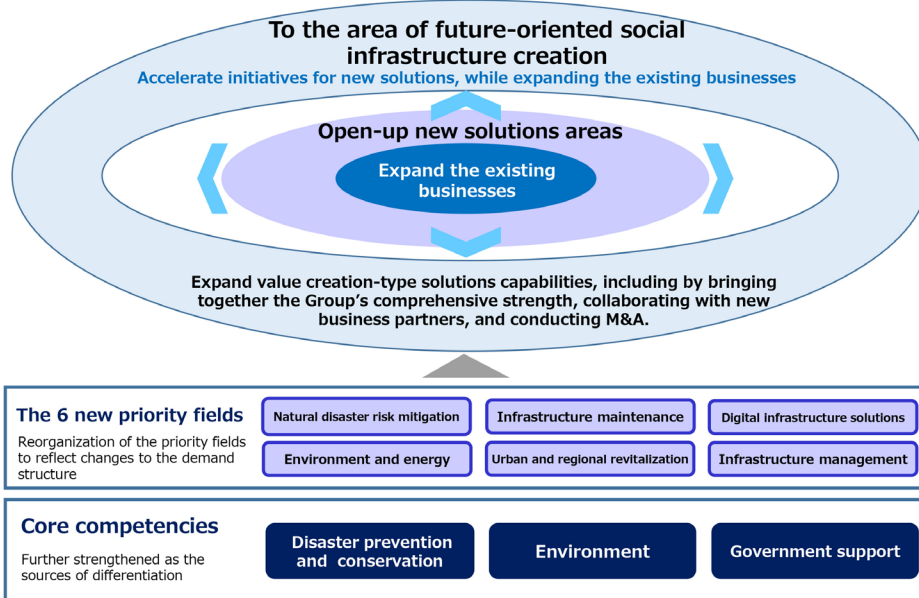 To the area of future-oriented social
infrastructure creation
Accelerate initiatives for new solutions, while expanding the existing businesses
Open-up new solutions areas
Expand the existing
businesses
Expand value creation-type solutions capabilities, including by bringing
together the Group's comprehensive strength, collaborating with new
business partners, and conducting M&A.
The 6 new priority fields
Reorganization of the priority fields
to reflect changes to the demand
structure
Natural disaster risk mitigation
Infrastructure maintenance
Digital infrastructure solutions
Environment and energy
Urban and regional revitalization
Infrastructure management
Core competencies
Further strengthened as the
sources of differentiation
Disaster prevention
and conservation
Environment
Government support